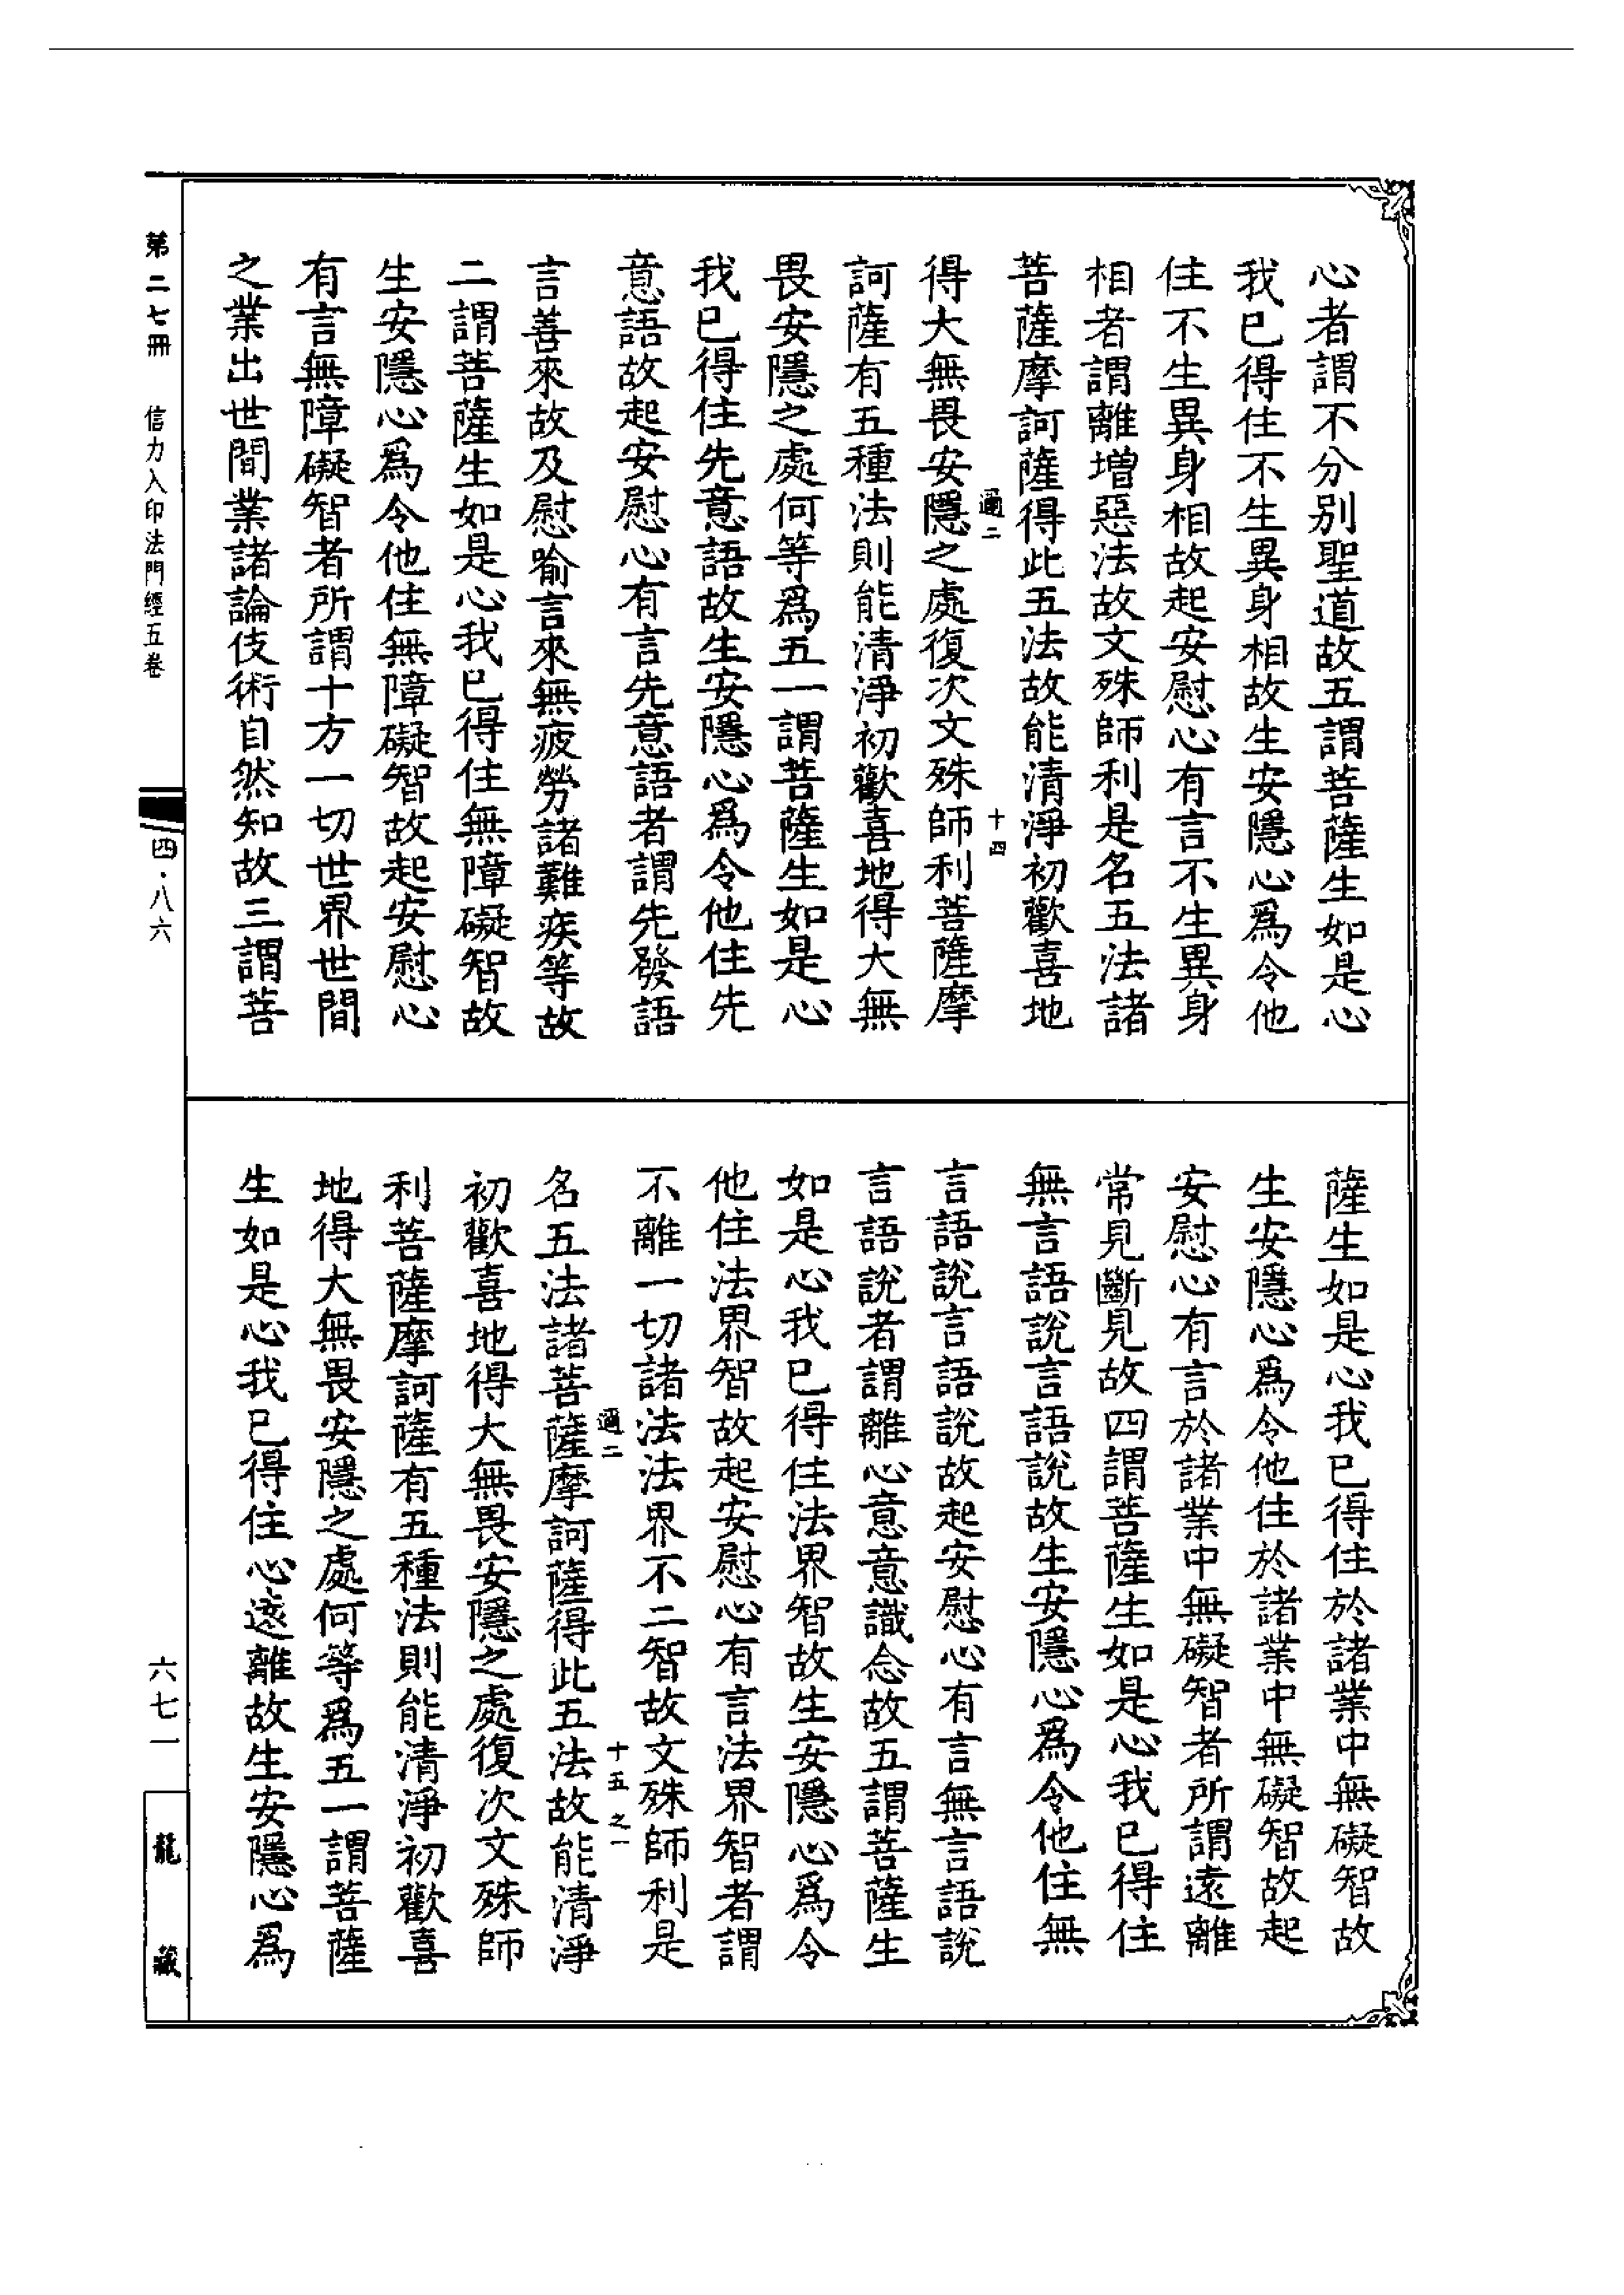 心者謂不分別聖道故五謂菩薩生如是心
我已得住不生異身相故生安隱心爲令他
住不生異身相故起安慰心有言不生異身
相者謂離增惡法故文殊師利是名五法諸
菩薩摩訶薩得此五法故能清淨初歡喜地
邇二 十四
得大無畏安隱之處復次文殊師利菩薩摩
訶薩有五種法則能清淨初歡喜地得大無
畏安隱之處何等爲五一謂菩薩生如是心
我已得住先意語故生安隱心爲令他住先
意語故起安慰心有言先意語者謂先發語
言善來故及慰喻言來無疲勞諸難疾等故
二謂菩薩生如是心我已得住無障礙智故
生安隱心爲令他住無障礙智故起安慰心
有言無障礙智者所謂十方一切世界世間
之業出世間業諸論伎術自然知故三謂菩
薩生如是心我已得住於諸業中無礙智故
生安隱心爲令他住於諸業中無礙智故起
安慰心有言於諸業中無礙智者所謂遠離
常見斷見故四謂菩薩生如是心我已得住
無言語說言語說故生安隱心爲令他住無
言語說言語說故起安慰心有言無言語說
言語說者謂離心意意識念故五謂菩薩生
如是心我已得住法界智故生安隱心爲令
他住法界智故起安慰心有言法界智者謂
不離一切諸法法界不二智故文殊師利是
邇二 十五之一
名五法諸菩薩摩訶薩得此五法故能清淨
初歡喜地得大無畏安隱之處復次文殊師
利菩薩摩訶薩有五種法則能清淨初歡喜
地得大無畏安隱之處何等爲五一謂菩薩
生如是心我已得住心遠離故生安隱心爲
第二七冊 信力入印法門經五卷
四·八六
六七一
龍藏